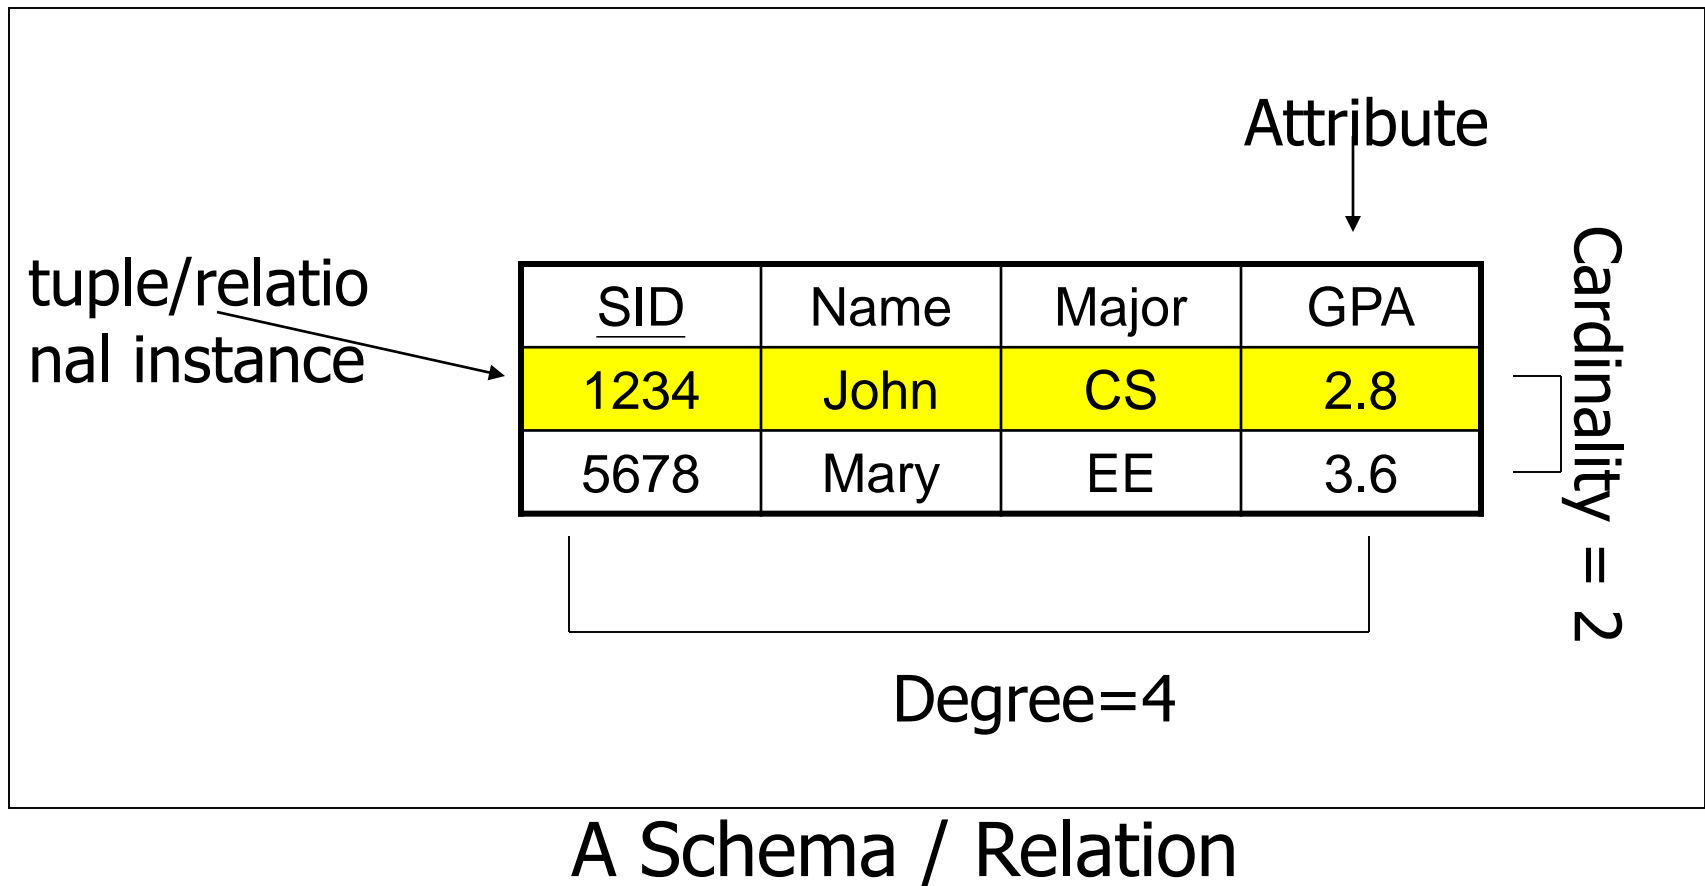 Attribute
tuple/relatio
nal instance
SID Name Major GPA
1234 John CS 2.8
5678 Mary EE 3.6
Cardinality = 2
Degree=4
A Schema / Relation